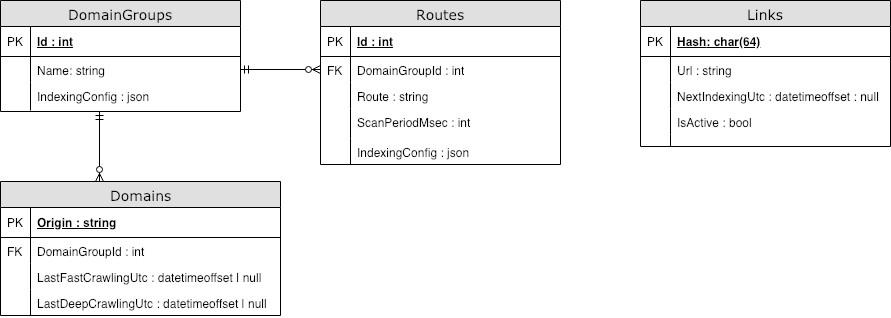 DomainGroups
PK Id : int
Name: string
IndexingConfig : json
Routes
PK Id : int
FK DomainGroupId : int
Route : string
ScanPeriodMsec : int
IndexingConfig : json
Links
PK Hash: char(64)
Url : string
NextIndexingUtc : datetimeoffset : null
IsActive : bool
Domains
PK Origin : string
FK DomainGroupId : int
LastFastCrawlingUtc : datetimeoffset | null
LastDeepCrawlingUtc : datetimeoffset | null